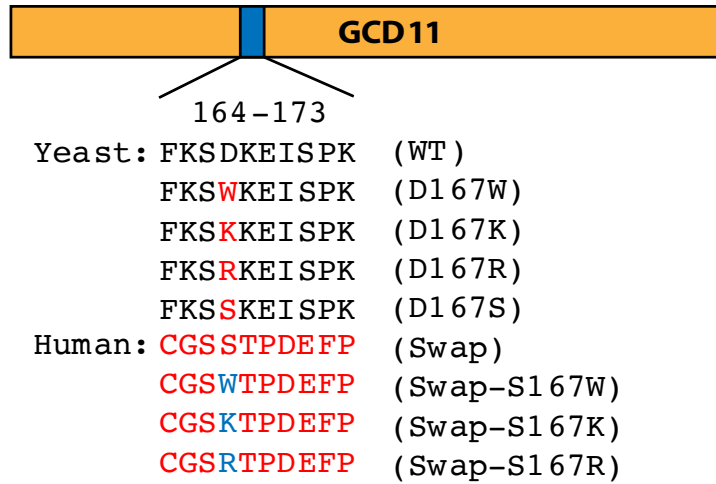 GCD11
164–173
Yeast: FKSDKEISPK (WT)
FKSWKEISPK (D167W)
FKSKKEISPK (D167K)
FKSRKEISPK (D167R)
FKSSKEISPK (D167S)
Human: CGSSTPDEFP (Swap)
CGSWTPDEFP (Swap–S167W)
CGSKTPDEFP (Swap–S167K)
CGSRTPDEFP (Swap–S167R)